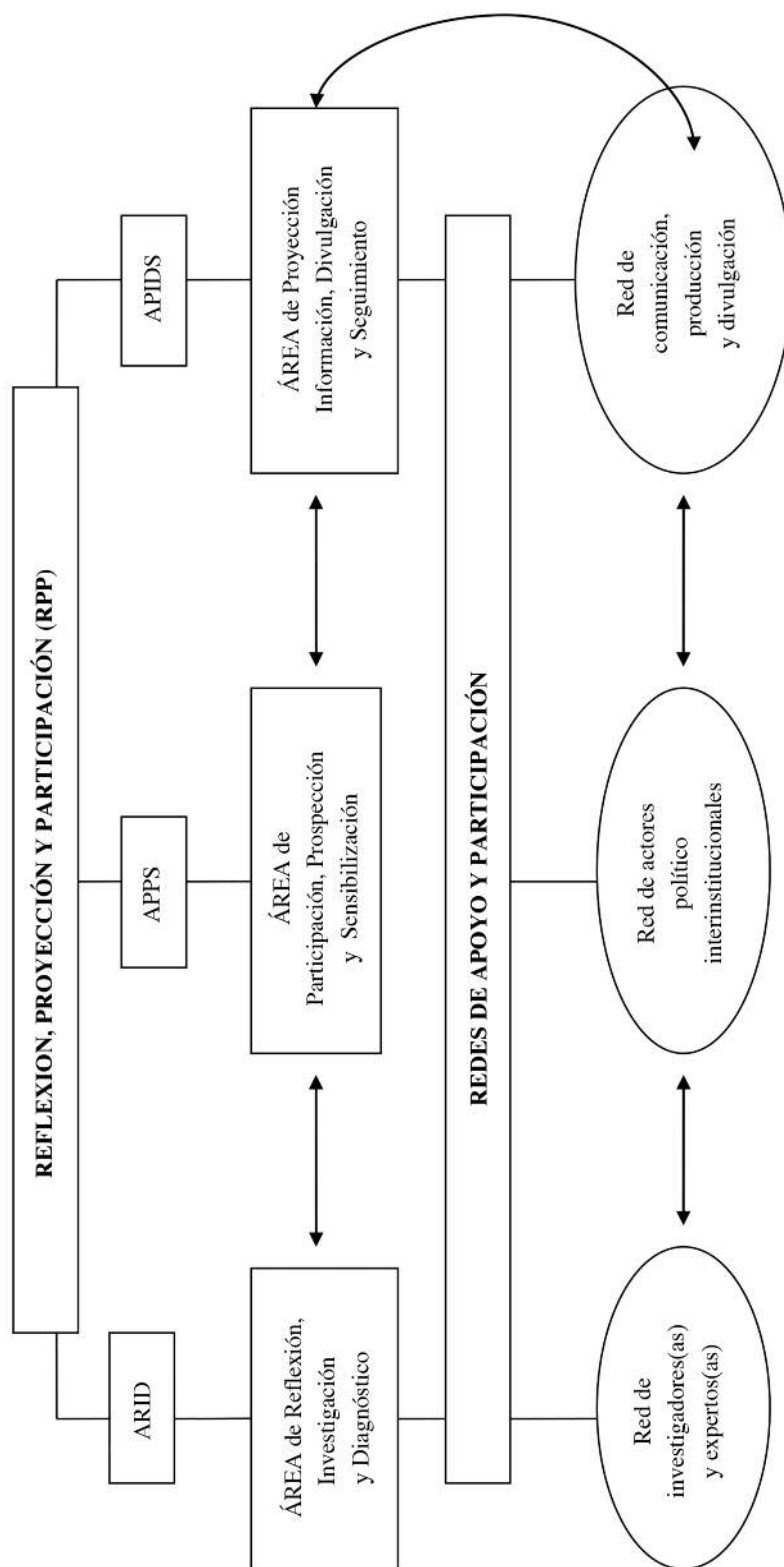 REFLEXION, PROYECCIÓN Y PARTICIPACIÓN (RPP)
ARID
APPS
APIDS
ÁREA de Reflexión,
Investigación
y Diagnóstico
ÁREA de
Participación, Prospección
y Sensibilización
ÁREA de Proyección
Información, Divulgación
y Seguimiento
REDES DE APOYO Y PARTICIPACIÓN
Red de
investigadores(as)
y expertos(as)
Red de actores
político
interinstitucionales
Red de
comunicación,
producción
y divulgación